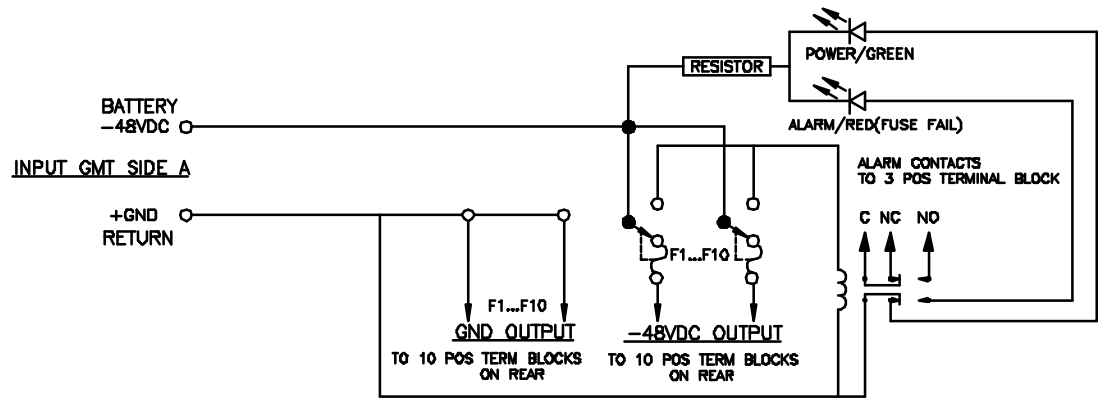 POWER/GREEN
RESISTOR
BATTERY
-48VDC
ALARM/RED(FUSE FAIL)
INPUT GMT SIDE A
ALARM CONTACTS
TO 3 POS TERMINAL BLOCK
+GND
RETURN
C NC NO
F1...F10
F1...F10
GND OUTPUT
-48VDC OUTPUT
TO 10 POS TERM BLOCKS
ON REAR
TO 10 POS TERM BLOCKS
ON REAR